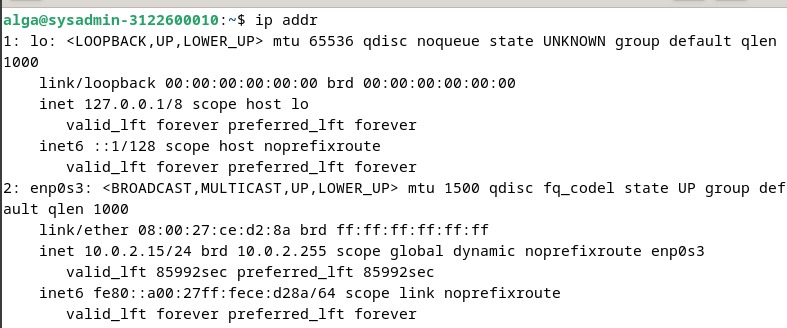 alga@sysadmin-3122600010:~$ ip addr
1: lo: <LOOPBACK,UP,LOWER_UP> mtu 65536 qdisc noqueue state UNKNOWN group default qlen
1000
    link/loopback 00:00:00:00:00:00 brd 00:00:00:00:00:00
    inet 127.0.0.1/8 scope host lo
       valid_lft forever preferred_lft forever
    inet6 ::1/128 scope host noprefixroute
       valid_lft forever preferred_lft forever
2: enp0s3: <BROADCAST,MULTICAST,UP,LOWER_UP> mtu 1500 qdisc fq_codel state UP group def
ault qlen 1000
    link/ether 08:00:27:ce:d2:8a brd ff:ff:ff:ff:ff:ff
    inet 10.0.2.15/24 brd 10.0.2.255 scope global dynamic noprefixroute enp0s3
       valid_lft 85992sec preferred_lft 85992sec
    inet6 fe80::a00:27ff:fece:d28a/64 scope link noprefixroute
       valid_lft forever preferred_lft forever